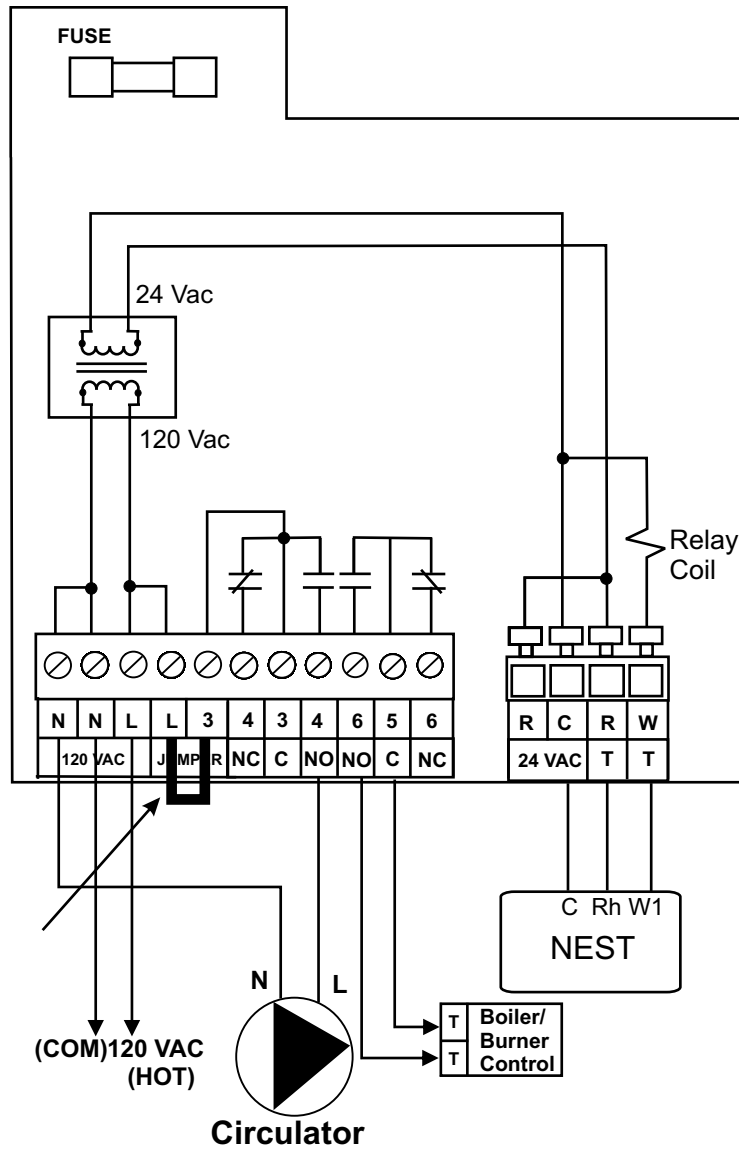 FUSE
24 Vac
120 Vac
Relay
Coil
N N L L 3 4 3 4 6 5 6
120 VAC J MP R NC C NO NO C NC
R C R W
24 VAC T T
C Rh W1
NEST
N L
(COM) 120 VAC
(HOT)
T Boiler/
Burner
T Control
Circulator